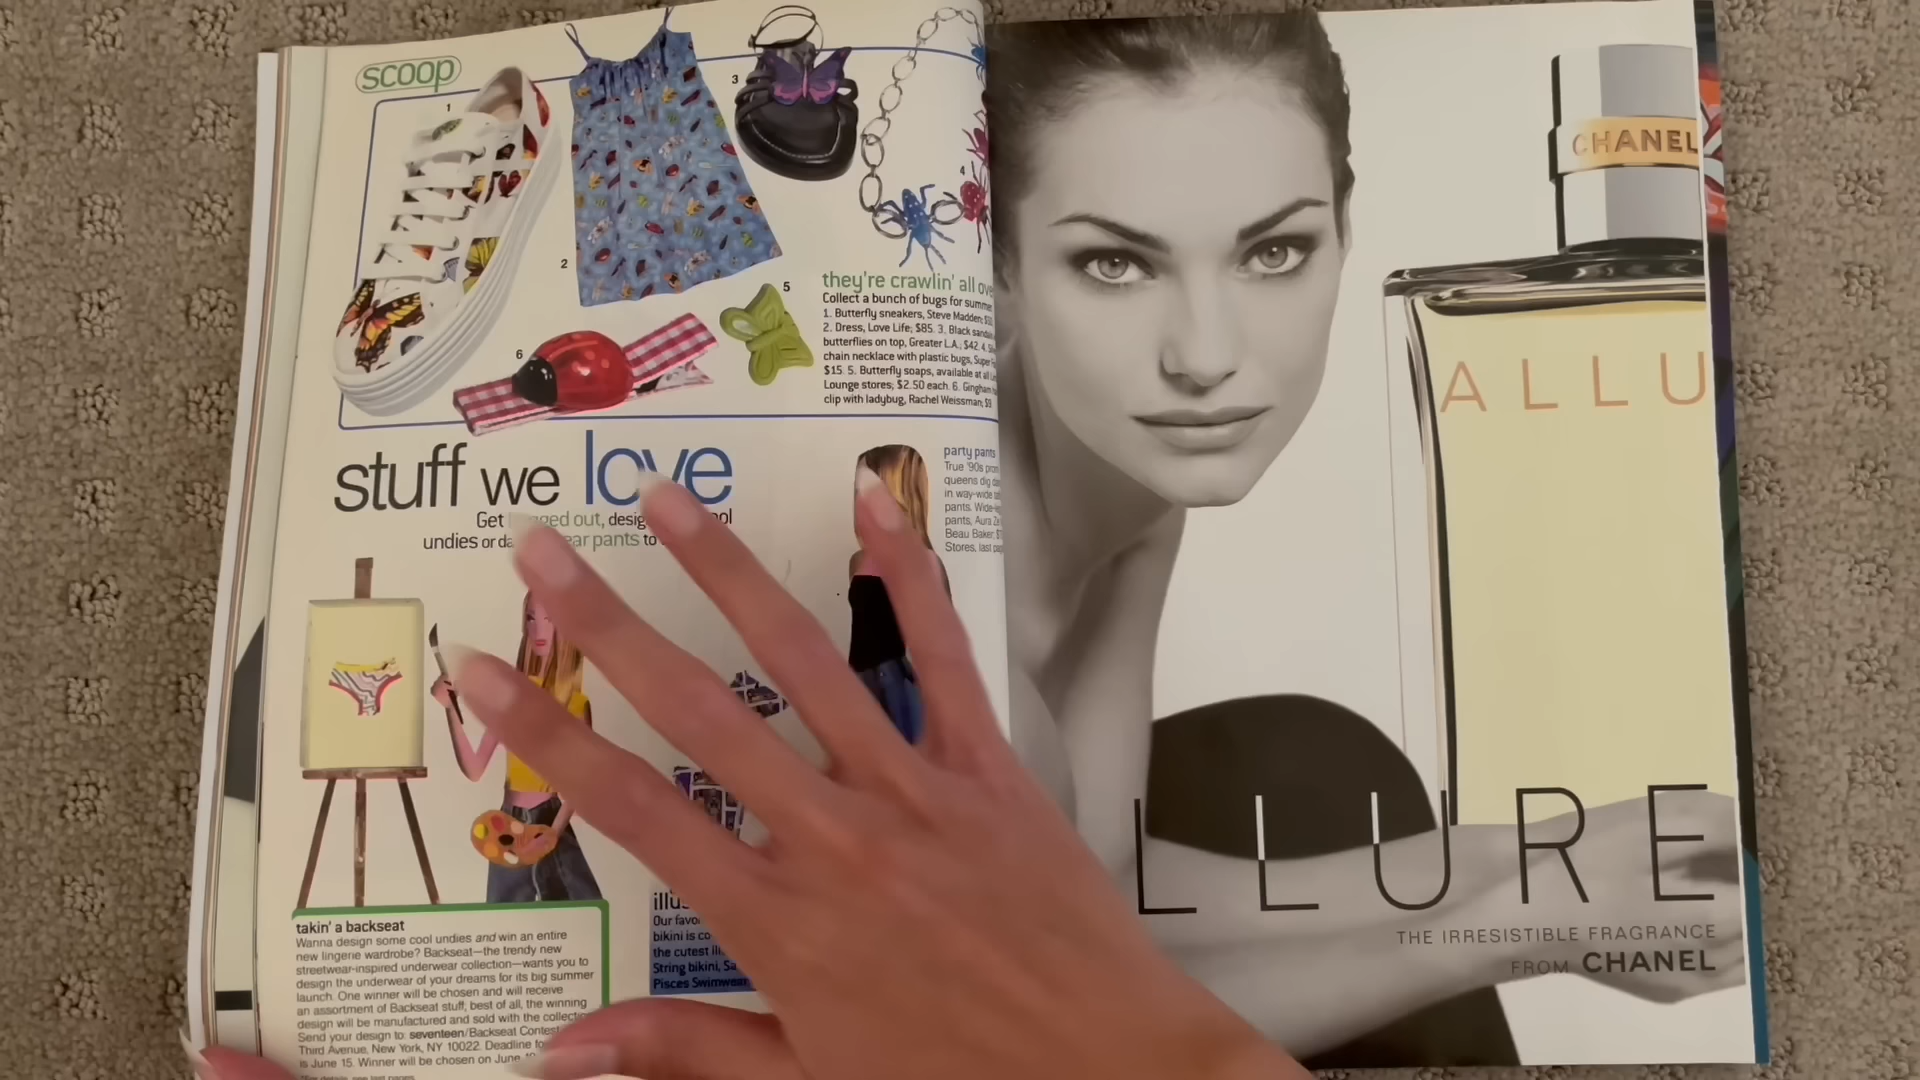 scoop
1
2
3
4
5
6
they're crawlin' all
Collect a bunch of bugs for summer
1. Butterfly sneakers, Steve Madden;
2. Dress, Love Life; $85. 3. Black
butterflies on top, Greater L.A.; $42. 4.
chain necklace with plastic bugs, Super
$15. 5. Butterfly soaps, available at all
Lounge stores; $2.50 each. 6. Gingham
clip with ladybug, Rachel Weissman; $9
stuff we love
Get out,
undies or pants to
party pants
True '90s
queens dig
in way-wide
pants.
pants, Aura
Beau Baker;
Stores, last
takin' a backseat
Wanna design some cool undies and win an entire
new lingerie wardrobe? Backseat—the trendy new
streetwear-inspired underwear collection—wants you to
design the underwear of your dreams for its big summer
launch. One winner will be chosen and will receive
an assortment of Backseat stuff; best of all, the winning
design will be manufactured and sold with the
Send your design to: seventeen/Backseat Contest
Third Avenue, New York, NY 10022. Deadline
is June 15. Winner will be chosen on June
Our
bikini is
the cutest
String bikini,
Pisces Swimwear
CHANEL
ALLU
LLURE
THE IRRESISTIBLE FRAGRANCE
FROM CHANEL